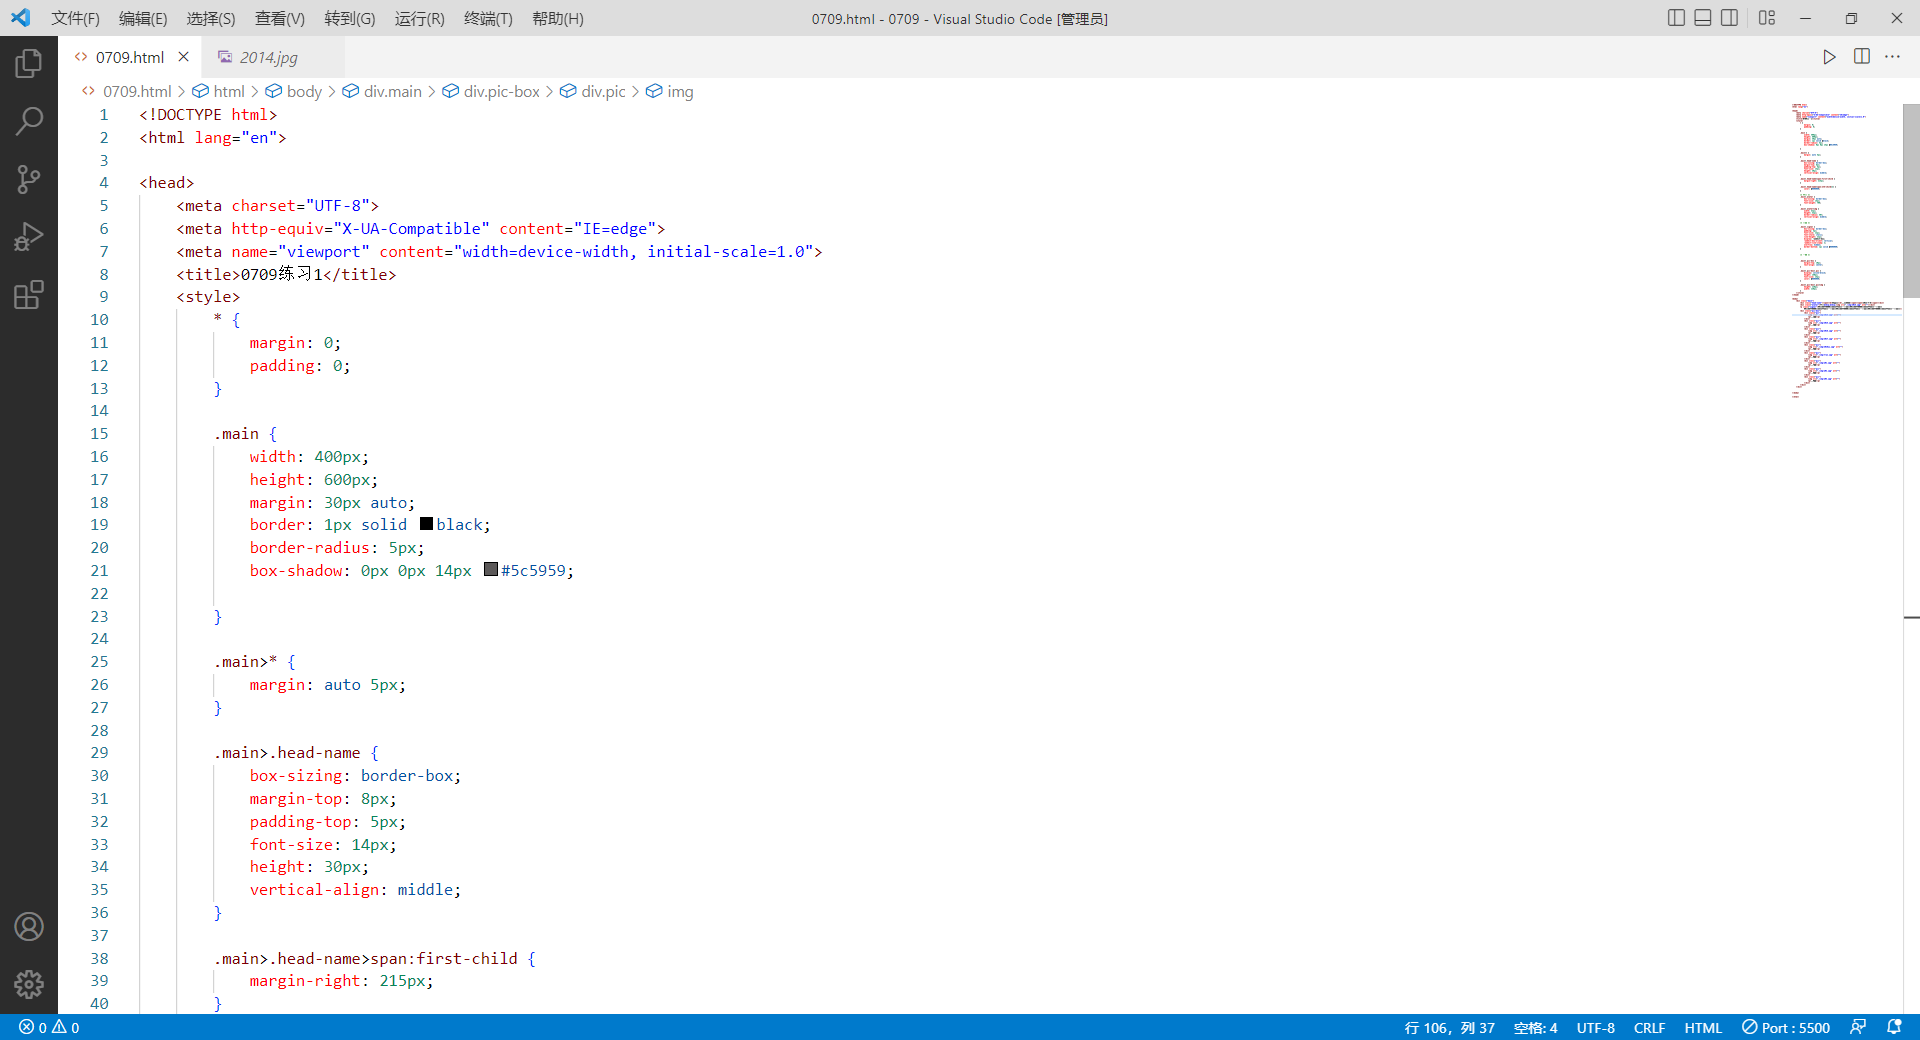 文件(F) 编辑(E) 选择(S) 查看(V) 转到(G) 运行(R) 终端(T) 帮助(H) 0709.html - 0709 - Visual Studio Code [管理员]
0709.html 2014.jpg
0709.html > html > body > div.main > div.pic-box > div.pic > img
1 <!DOCTYPE html>
2 <html lang="en">
3
4 <head>
5 <meta charset="UTF-8">
6 <meta http-equiv="X-UA-Compatible" content="IE=edge">
7 <meta name="viewport" content="width=device-width, initial-scale=1.0">
8 <title>0709练习1</title>
9 <style>
10 * {
11 margin: 0;
12 padding: 0;
13 }
14
15 .main {
16 width: 400px;
17 height: 600px;
18 margin: 30px auto;
19 border: 1px solid black;
20 border-radius: 5px;
21 box-shadow: 0px 0px 14px #5c5959;
22
23 }
24
25 .main>* {
26 margin: auto 5px;
27 }
28
29 .main>.head-name {
30 box-sizing: border-box;
31 margin-top: 8px;
32 padding-top: 5px;
33 font-size: 14px;
34 height: 30px;
35 vertical-align: middle;
36 }
37
38 .main>.head-name>span:first-child {
39 margin-right: 215px;
40 }
0 0 行 106，列 37 空格: 4 UTF-8 CRLF HTML Port : 5500